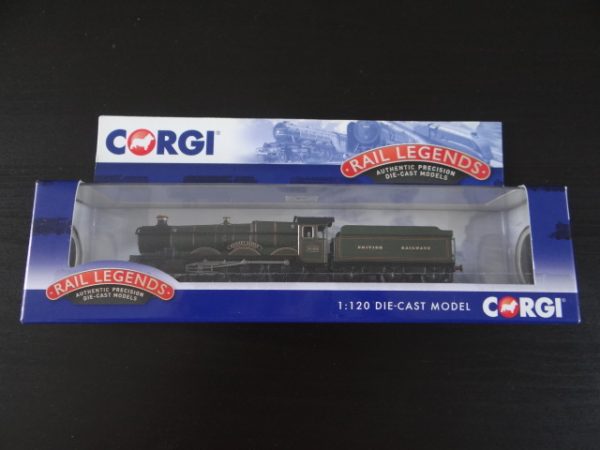 CORGI
RAIL LEGENDS
AUTHENTIC PRECISION
DIE-CAST MODELS
BRITISH RAILWAYS
RAIL LEGENDS
AUTHENTIC PRECISION
DIE-CAST MODELS
1:120 DIE-CAST MODEL
CORGI